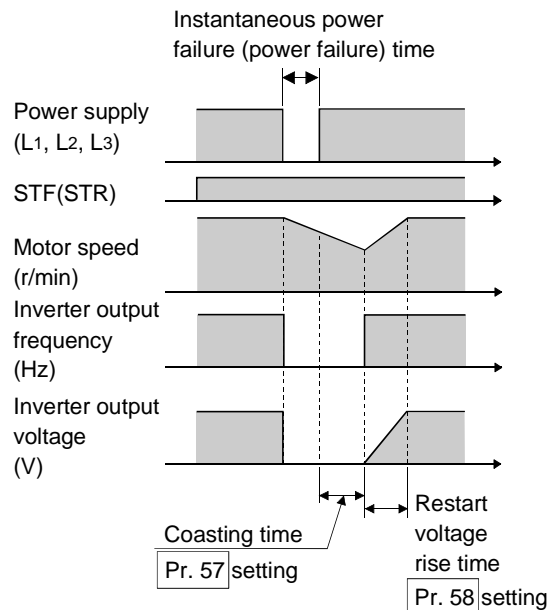 Instantaneous power
failure (power failure) time
Power supply
(L1, L2, L3)
STF(STR)
Motor speed
(r/min)
Inverter output
frequency
(Hz)
Inverter output
voltage
(V)
Coasting time
Pr. 57 setting
Restart
voltage
rise time
Pr. 58 setting